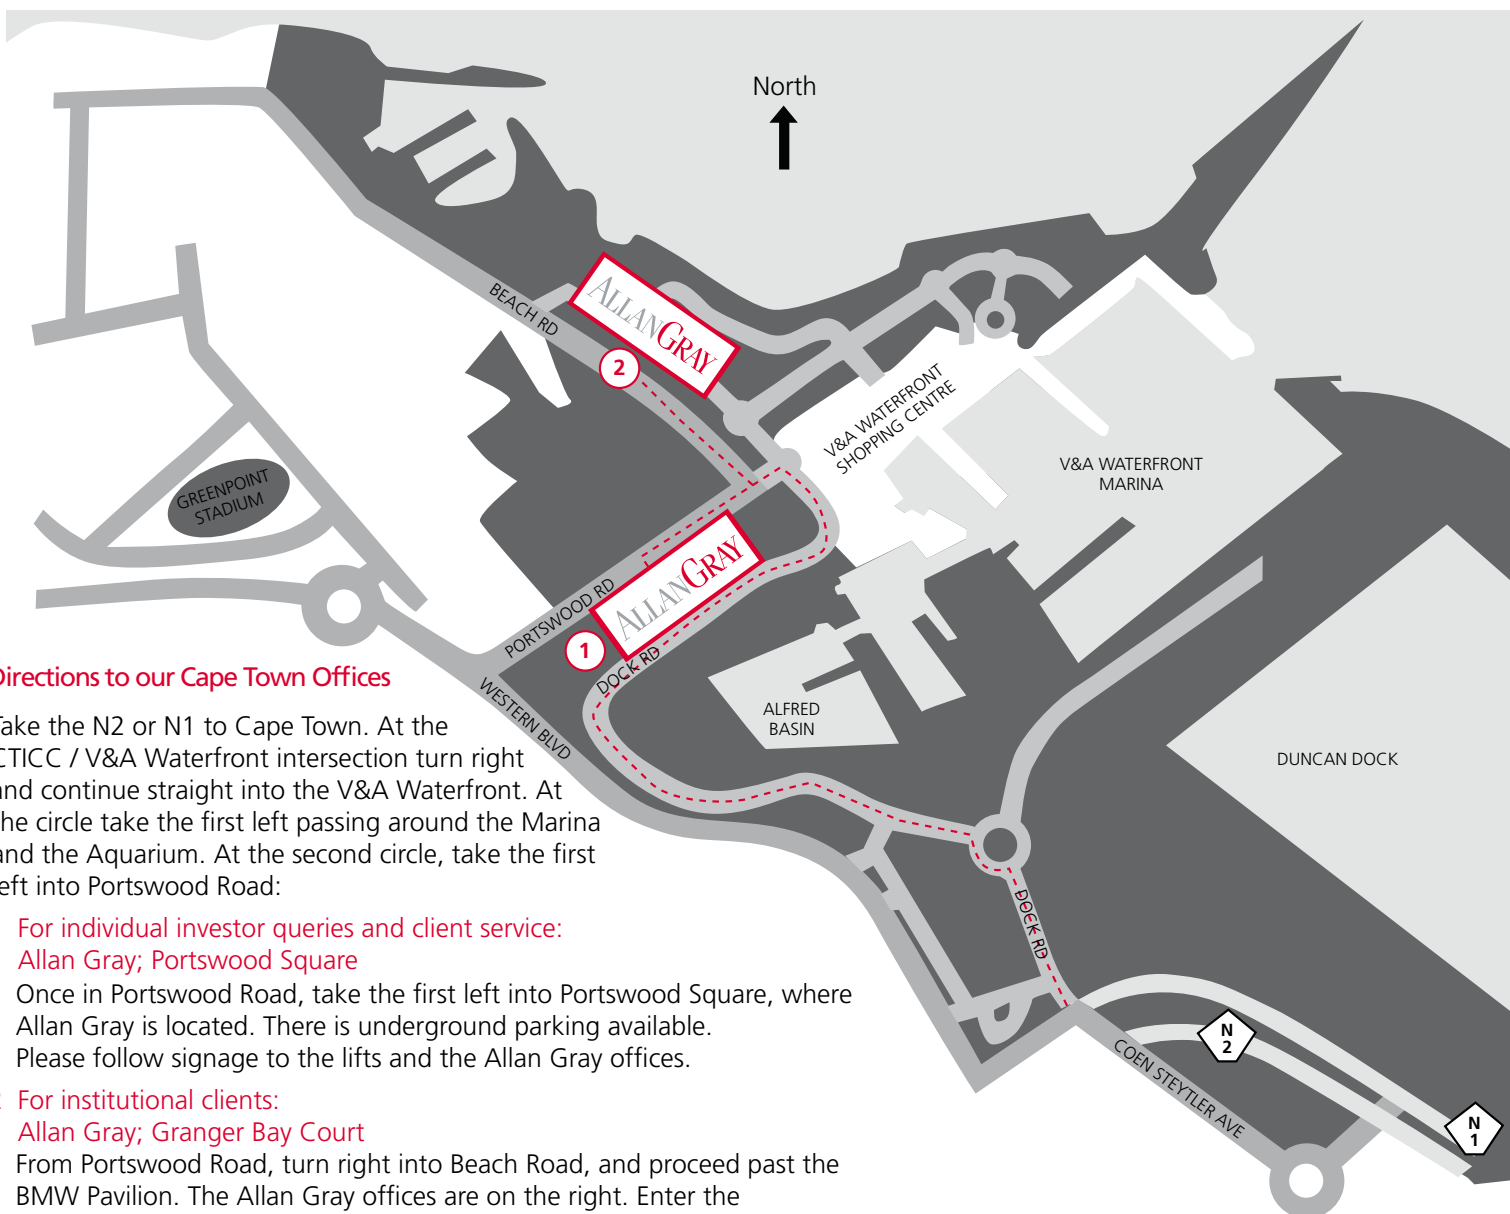 North
BEACH RD
ALLANGRAY
2
V&A WATERFRONT
SHOPPING CENTRE
V&A WATERFRONT
MARINA
GREENPOINT
STADIUM
ALLANGRAY
PORTSWOOD RD
1
DOCK RD
WESTERN BLVD
ALFRED
BASIN
DUNCAN DOCK
DOCK RD
N
2
COEN STEYTLER AVE
N
1
Directions to our Cape Town Offices
Take the N2 or N1 to Cape Town. At the
CTICC / V&A Waterfront intersection turn right
and continue straight into the V&A Waterfront. At
the circle take the first left passing around the Marina
and the Aquarium. At the second circle, take the first
left into Portswood Road:
For individual investor queries and client service:
Allan Gray; Portswood Square
Once in Portswood Road, take the first left into Portswood Square, where
Allan Gray is located. There is underground parking available.
Please follow signage to the lifts and the Allan Gray offices.
For institutional clients:
Allan Gray; Granger Bay Court
From Portswood Road, turn right into Beach Road, and proceed past the
BMW Pavilion. The Allan Gray offices are on the right. Enter the